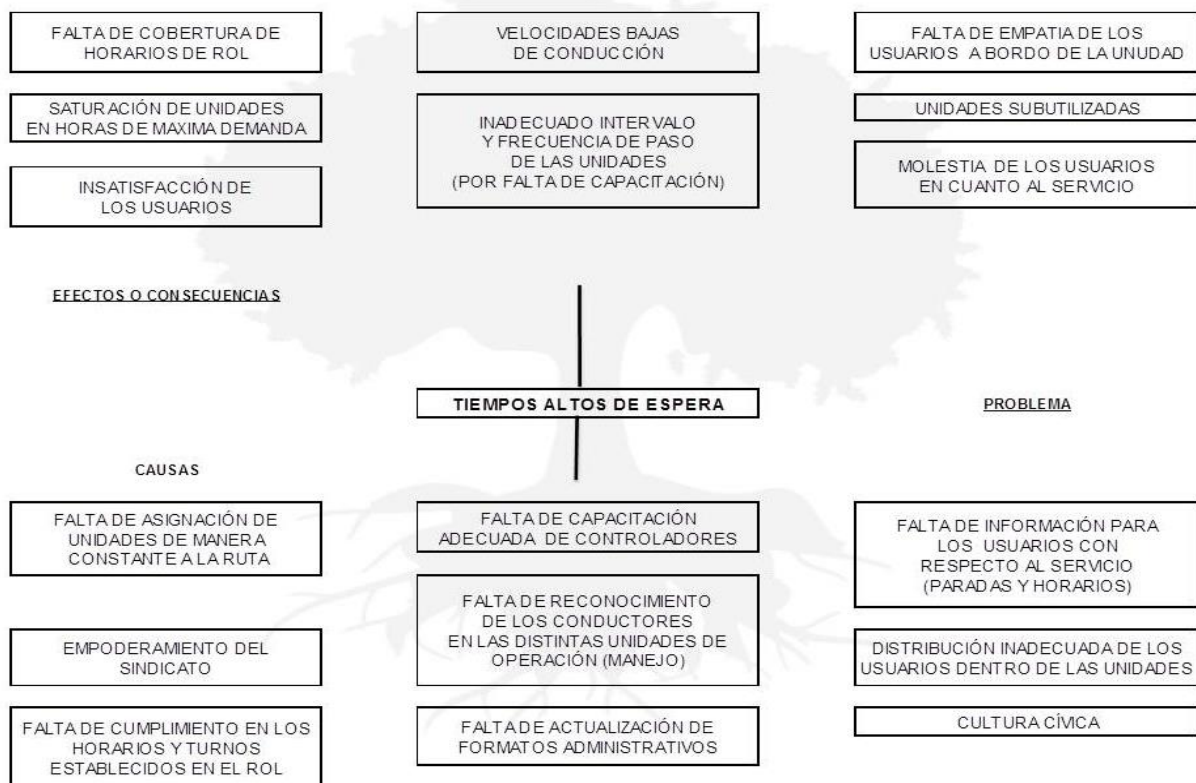 FALTA DE COBERTURA DE
HORARIOS DE ROL
VELOCIDADES BAJAS
DE CONDUCCIÓN
FALTA DE EMPATIA DE LOS
USUARIOS A BORDO DE LA UNUDAD
SATURACIÓN DE UNIDADES
EN HORAS DE MAXIMA DEMANDA
INADECUADO INTERVALO
Y FRECUENCIA DE PASO
DE LAS UNIDADES
(POR FALTA DE CAPACITACIÓN)
UNIDADES SUBUTILIZADAS
INSATISFACCIÓN DE
LOS USUARIOS
MOLESTIA DE LOS USUARIOS
EN CUANTO AL SERVICIO
EFECTOS O CONSECUENCIAS
TIEMPOS ALTOS DE ESPERA
PROBLEMA
CAUSAS
FALTA DE ASIGNACIÓN DE
UNIDADES DE MANERA
CONSTANTE A LA RUTA
FALTA DE CAPACITACIÓN
ADECUADA DE CONTROLADORES
FALTA DE INFORMACIÓN PARA
LOS USUARIOS CON
RESPECTO AL SERVICIO
(PARADAS Y HORARIOS)
EMPODERAMIENTO DEL
SINDICATO
FALTA DE RECONOCIMIENTO
DE LOS CONDUCTORES
EN LAS DISTINTAS UNIDADES DE
OPERACIÓN (MANEJO)
DISTRIBUCIÓN INADECUADA DE LOS
USUARIOS DENTRO DE LAS UNIDADES
FALTA DE CUMPLIMIENTO EN LOS
HORARIOS Y TURNOS
ESTABLECIDOS EN EL ROL
FALTA DE ACTUALIZACIÓN DE
FORMATOS ADMINISTRATIVOS
CULTURA CÍVICA